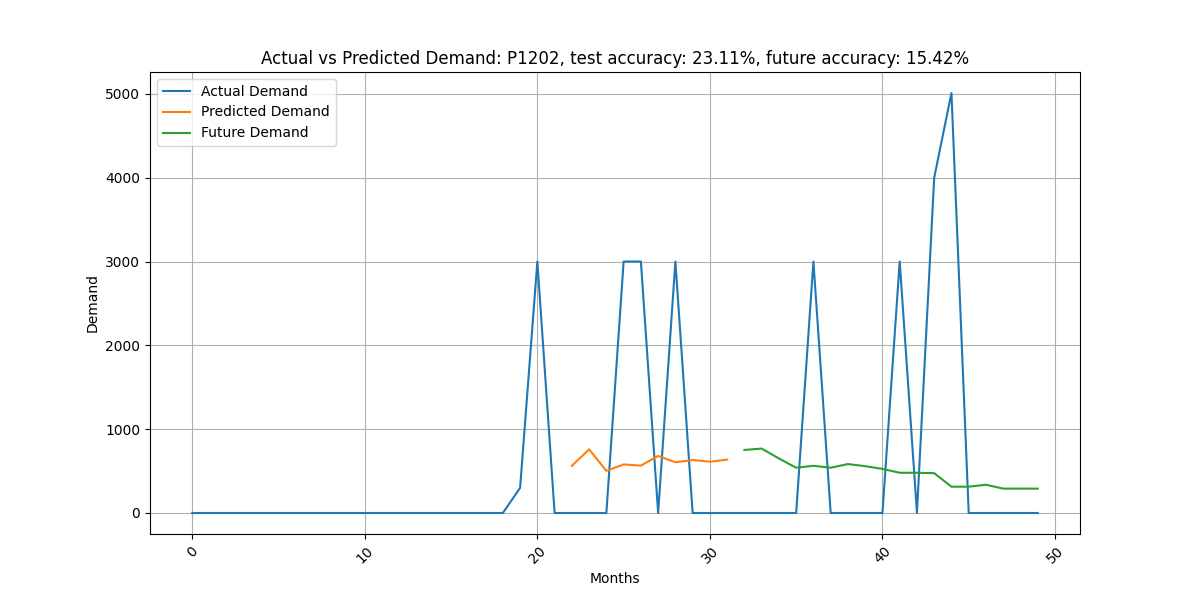 Actual vs Predicted Demand: P1202, test accuracy: 23.11%, future accuracy: 15.42%
Actual Demand
Predicted Demand
Future Demand
5000
4000
3000
2000
1000
0
Demand
0
10
20
30
40
50
Months